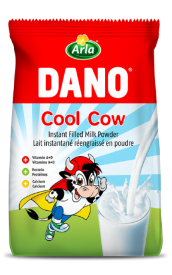 Arla
DANO®
Cool Cow
Instant Filled Milk Powder
Lait instantané réengraissé en poudre
Vitamin A+D
Vitamines A+D
Protein
Protéines
Calcium
Calcium